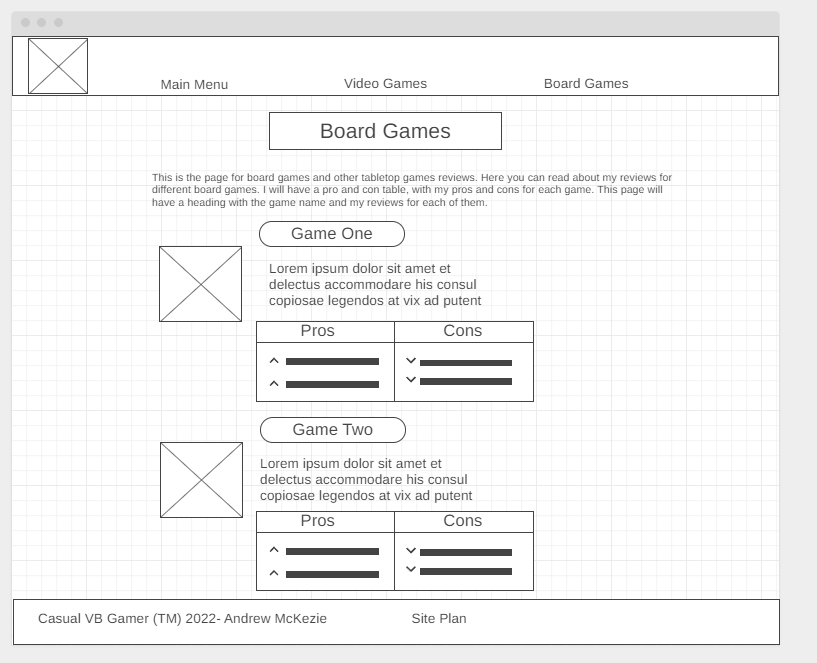 Main Menu
Video Games
Board Games
Board Games
This is the page for board games and other tabletop games reviews. Here you can read about my reviews for
different board games. I will have a pro and con table, with my pros and cons for each game. This page will
have a heading with the game name and my reviews for each of them.
Game One
Lorem ipsum dolor sit amet et
delectus accommodare his consul
copiosae legendos at vix ad putent
Pros
Cons
Game Two
Lorem ipsum dolor sit amet et
delectus accommodare his consul
copiosae legendos at vix ad putent
Pros
Cons
Casual VB Gamer (TM) 2022- Andrew McKezie
Site Plan